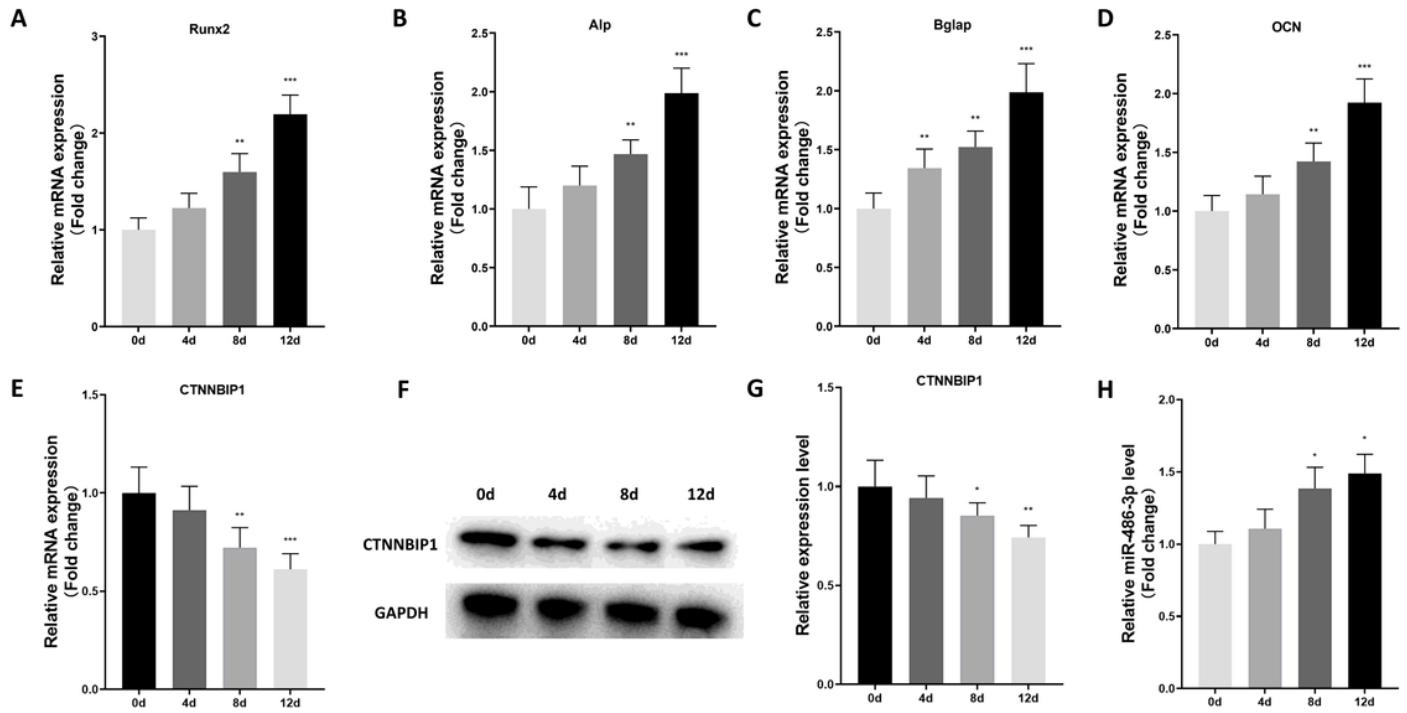 A
Runx2
Relative mRNA expression
(Fold change)
3
2
1
0
**
***
0d 4d 8d 12d
B
Alp
Relative mRNA expression
(Fold change)
2.5
2.0
1.5
1.0
0.5
0.0
**
***
0d 4d 8d 12d
C
Bglap
Relative mRNA expression
(Fold change)
2.5
2.0
1.5
1.0
0.5
0.0
**
**
***
0d 4d 8d 12d
D
OCN
Relative mRNA expression
(Fold change)
2.5
2.0
1.5
1.0
0.5
0.0
**
***
0d 4d 8d 12d
E
CTNNBIP1
Relative mRNA expression
(Fold change)
1.5
1.0
0.5
0.0
**
***
0d 4d 8d 12d
F
0d 4d 8d 12d
CTNNBIP1
GAPDH
G
CTNNBIP1
Relative expression level
1.5
1.0
0.5
0.0
*
**
0d 4d 8d 12d
H
Relative miR-486-3p level
(Fold change)
2.0
1.5
1.0
0.5
0.0
*
*
0d 4d 8d 12d